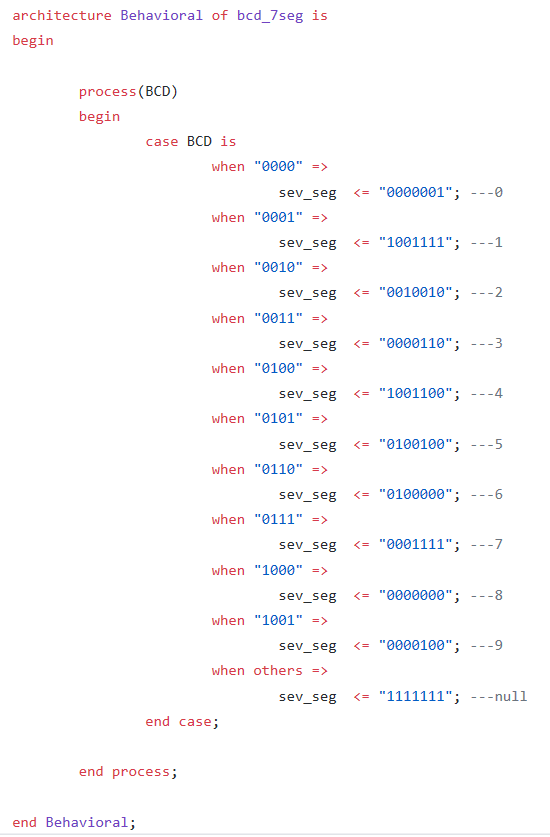 architecture Behavioral of bcd_7seg is
begin
process(BCD)
begin
case BCD is
when "0000" =>
sev_seg <= "0000001"; ---0
when "0001" =>
sev_seg <= "1001111"; ---1
when "0010" =>
sev_seg <= "0010010"; ---2
when "0011" =>
sev_seg <= "0000110"; ---3
when "0100" =>
sev_seg <= "1001100"; ---4
when "0101" =>
sev_seg <= "0100100"; ---5
when "0110" =>
sev_seg <= "0100000"; ---6
when "0111" =>
sev_seg <= "0001111"; ---7
when "1000" =>
sev_seg <= "0000000"; ---8
when "1001" =>
sev_seg <= "0000100"; ---9
when others =>
sev_seg <= "1111111"; ---null
end case;
end process;
end Behavioral;